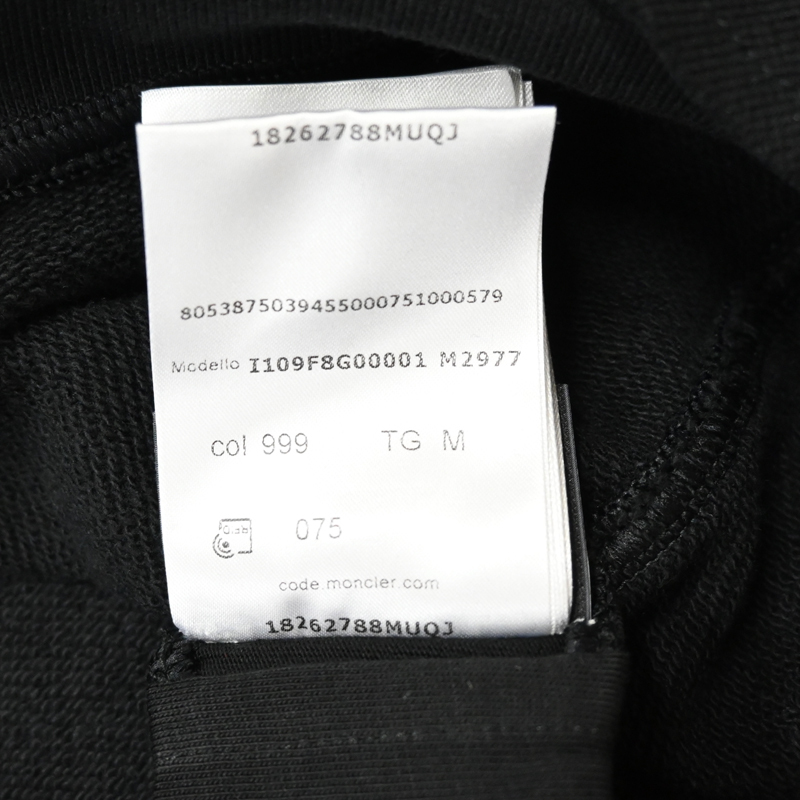 18262788MUQJ
8053875039455000751000579
Modello I109F8G00001 M2977
col 999 TG M
075
code.moncler.com
18262788MUQJ